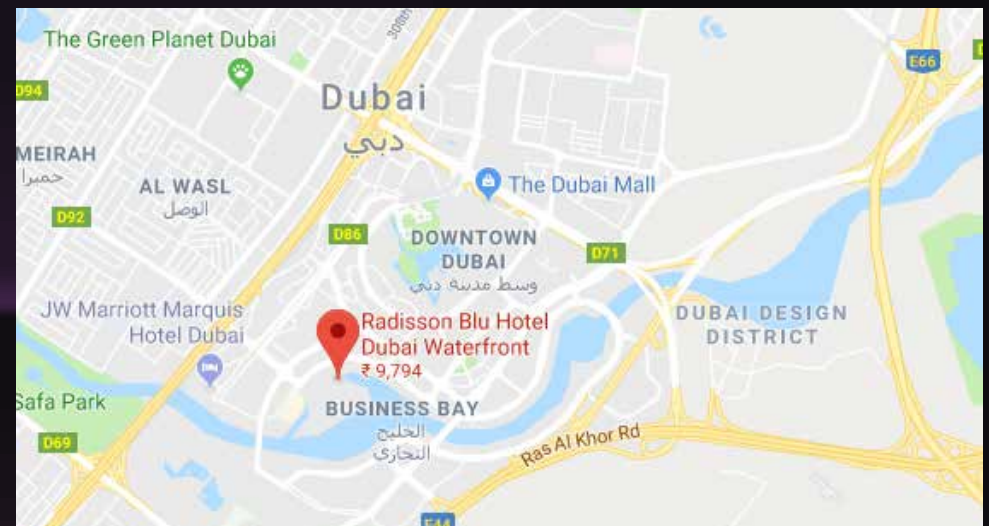 The Green Planet Dubai
308th
E66
D94
Dubai
دبي
MEIRAH
حميرا
AL WASL
الوصل
The Dubai Mall
D92
D86
DOWNTOWN
DUBAI
وسط مدينة دبي
D71
JW Marriott Marquis
Hotel Dubai
Radisson Blu Hotel
Dubai Waterfront
₹ 9,794
DUBAI DESIGN
DISTRICT
Safa Park
BUSINESS BAY
الخليج
التجاري
D69
Ras Al Khor Rd
E44